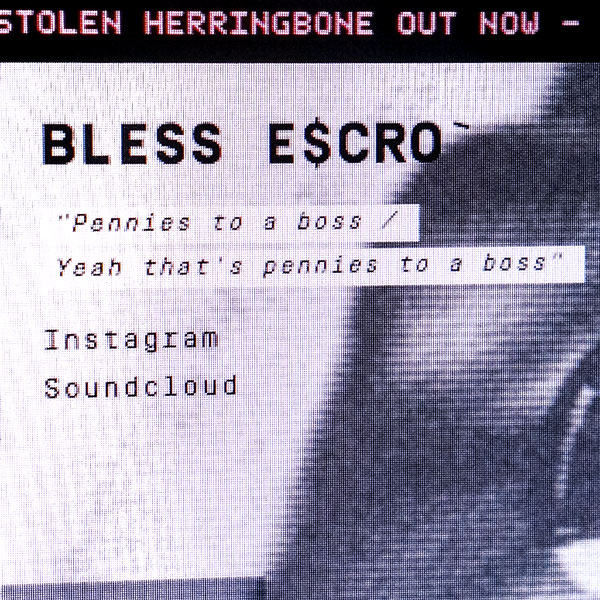 STOLEN HERRINGBONE OUT NOW –
BLESS E$CRO`
"Pennies to a boss /
Yeah that's pennies to a boss"
Instagram
Soundcloud